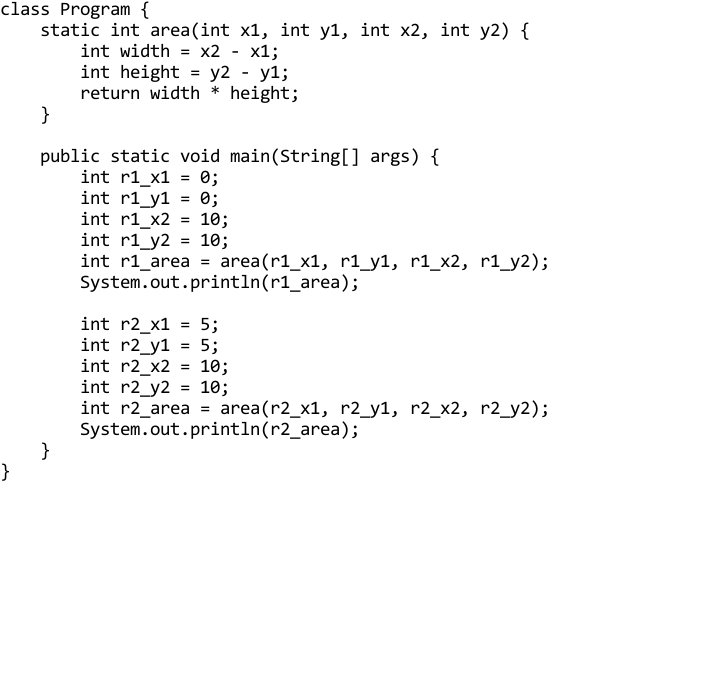 class Program {
    static int area(int x1, int y1, int x2, int y2) {
        int width = x2 - x1;
        int height = y2 - y1;
        return width * height;
    }

    public static void main(String[] args) {
        int r1_x1 = 0;
        int r1_y1 = 0;
        int r1_x2 = 10;
        int r1_y2 = 10;
        int r1_area = area(r1_x1, r1_y1, r1_x2, r1_y2);
        System.out.println(r1_area);

        int r2_x1 = 5;
        int r2_y1 = 5;
        int r2_x2 = 10;
        int r2_y2 = 10;
        int r2_area = area(r2_x1, r2_y1, r2_x2, r2_y2);
        System.out.println(r2_area);
    }
}